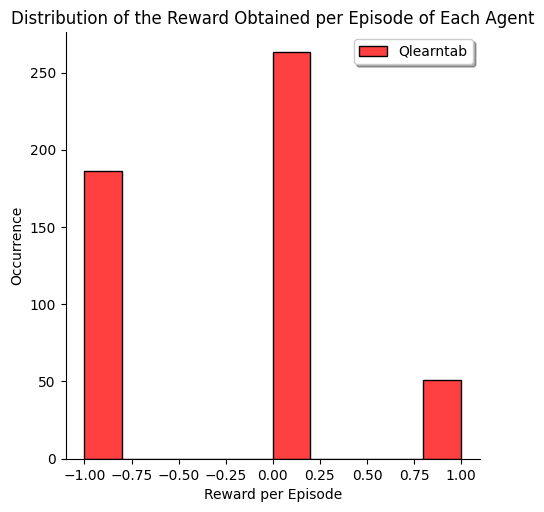 Distribution of the Reward Obtained per Episode of Each Agent
Qlearntab
Occurrence
250
200
150
100
50
0
−1.00 −0.75 −0.50 −0.25 0.00 0.25 0.50 0.75 1.00
Reward per Episode